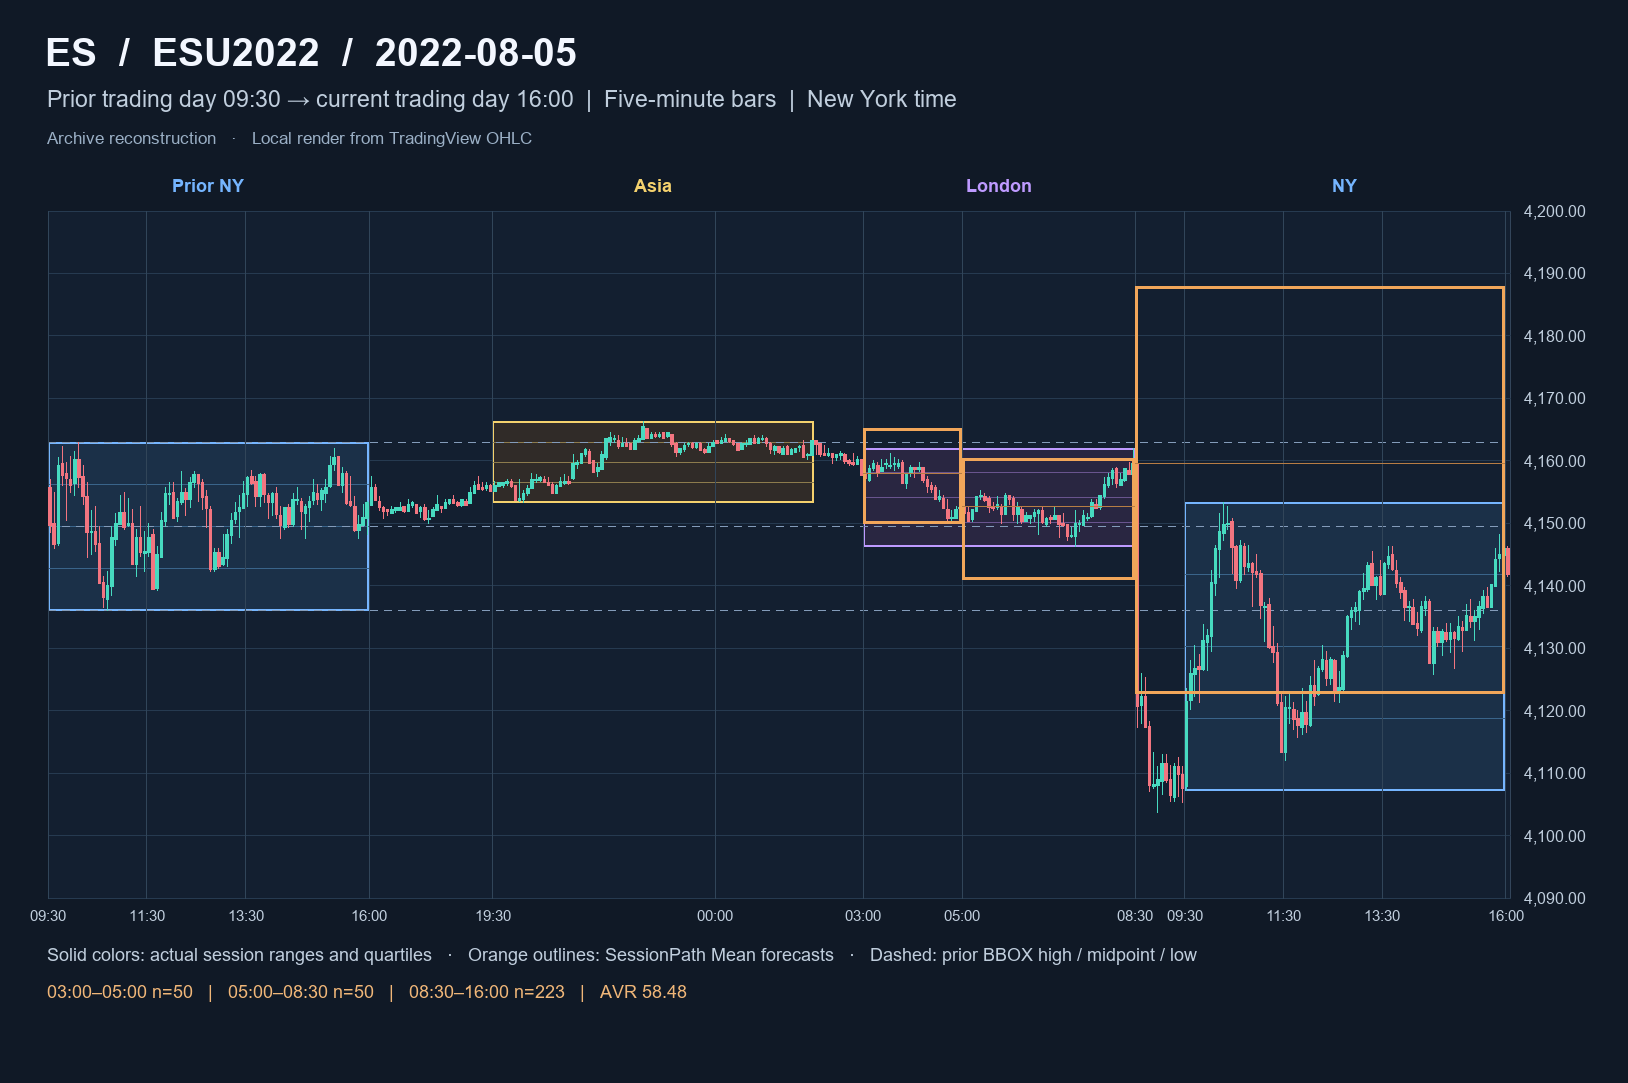 ES / ESU2022 / 2022-08-05
Prior trading day 09:30 → current trading day 16:00 | Five-minute bars | New York time
Archive reconstruction · Local render from TradingView OHLC
Prior NY Asia London NY
4,200.00
4,190.00
4,180.00
4,170.00
4,160.00
4,150.00
4,140.00
4,130.00
4,120.00
4,110.00
4,100.00
4,090.00
09:30 11:30 13:30 16:00 19:30 00:00 03:00 05:00 08:30 09:30 11:30 13:30 16:00
Solid colors: actual session ranges and quartiles · Orange outlines: SessionPath Mean forecasts · Dashed: prior BBOX high / midpoint / low
03:00–05:00 n=50 | 05:00–08:30 n=50 | 08:30–16:00 n=223 | AVR 58.48